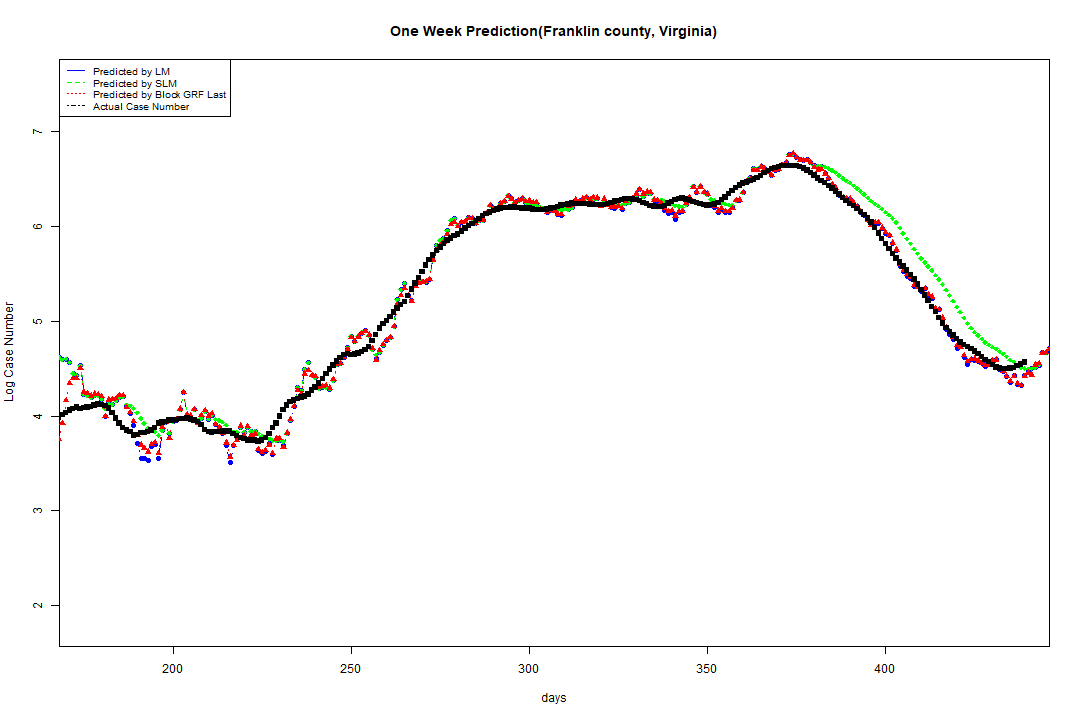 One Week Prediction(Franklin county, Virginia)
Predicted by LM
Predicted by SLM
Predicted by Block GRF Last
Actual Case Number
Log Case Number
7
6
5
4
3
2
200 250 300 350 400
days